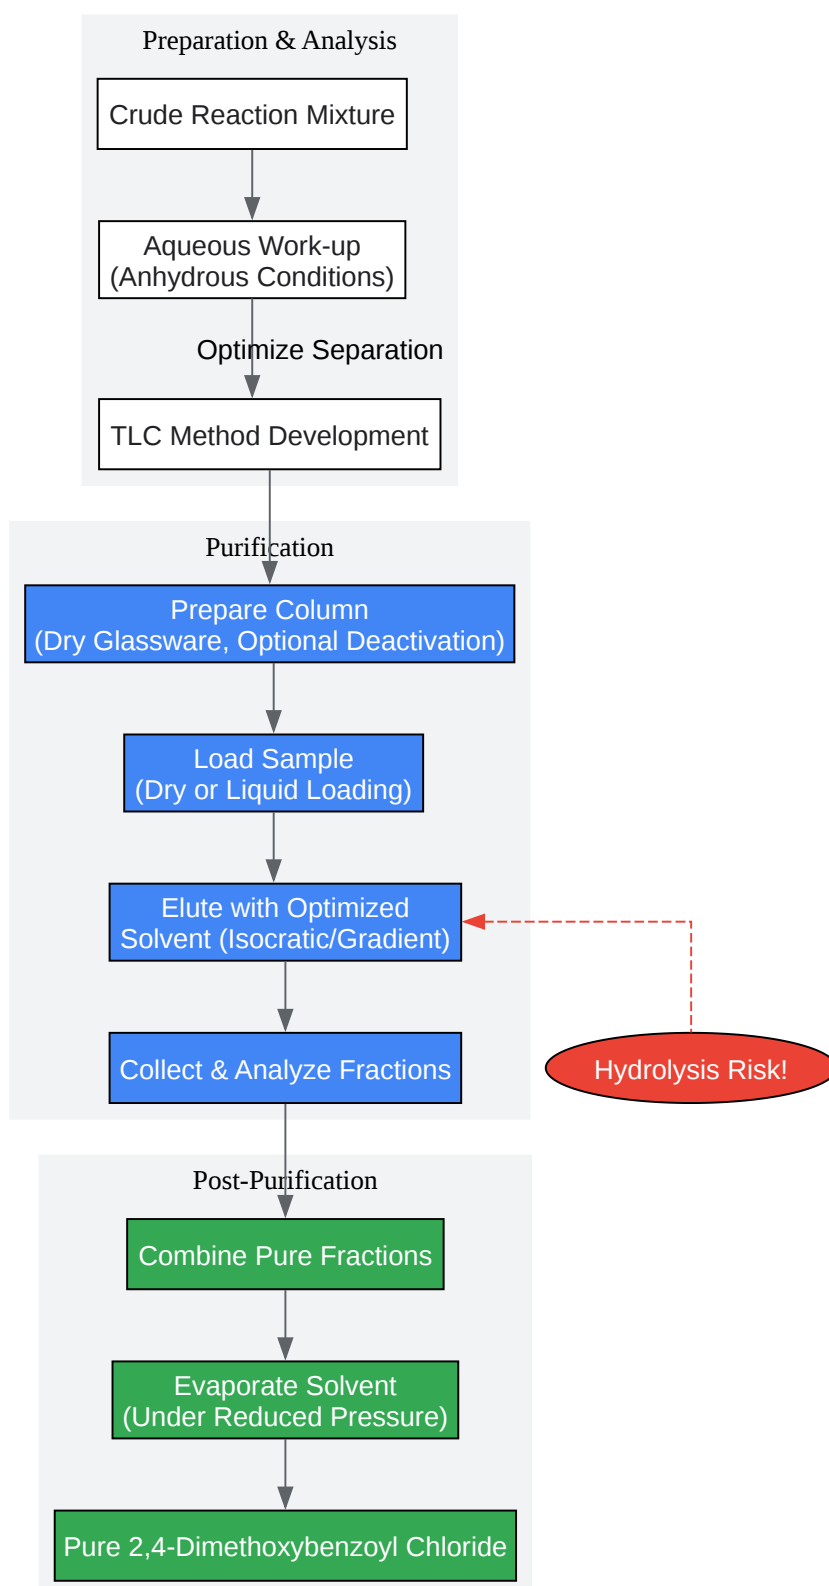 Preparation & Analysis
Crude Reaction Mixture
Aqueous Work-up
(Anhydrous Conditions)
Optimize Separation
TLC Method Development
Purification
Prepare Column
(Dry Glassware, Optional Deactivation)
Load Sample
(Dry or Liquid Loading)
Elute with Optimized
Solvent (Isocratic/Gradient)
Collect & Analyze Fractions
Hydrolysis Risk!
Post-Purification
Combine Pure Fractions
Evaporate Solvent
(Under Reduced Pressure)
Pure 2,4-Dimethoxybenzoyl Chloride